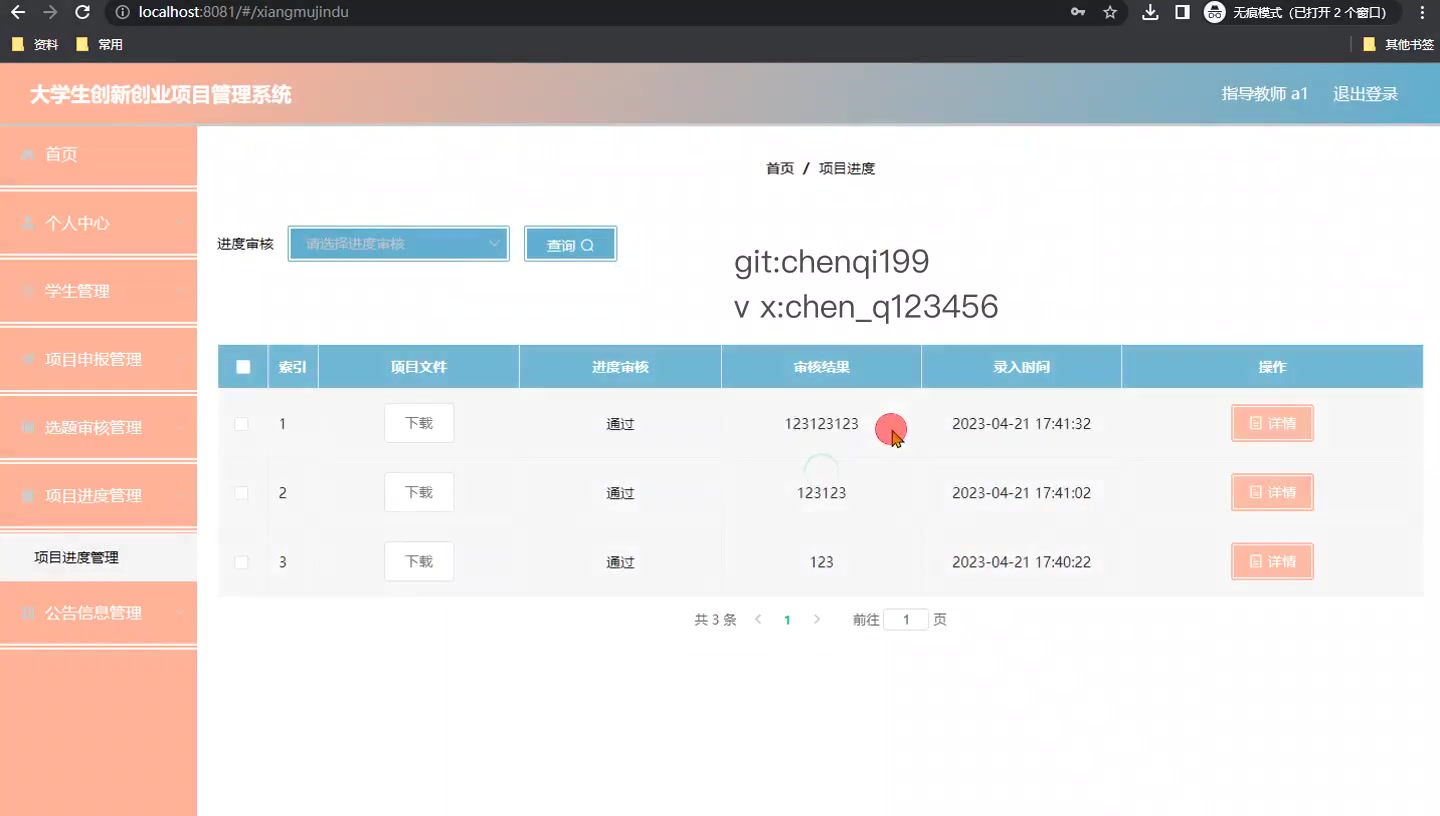 localhost:8081/#/xiangmujindu
无痕模式 (已打开 2 个窗口)
资料 常用 其他书签
大学生创新创业项目管理系统 指导教师 a1 退出登录
首页
个人中心
学生管理
项目申报管理
选题审核管理
项目进度管理
项目进度管理
公告信息管理
首页 / 项目进度
进度审核 请选择进度审核 查询
git:chenqi199
v x:chen_q123456
索引 项目文件 进度审核 审核结果 录入时间 操作
1 下载 通过 123123123 2023-04-21 17:41:32 详情
2 下载 通过 123123 2023-04-21 17:41:02 详情
3 下载 通过 123 2023-04-21 17:40:22 详情
共 3 条 1 前往 1 页